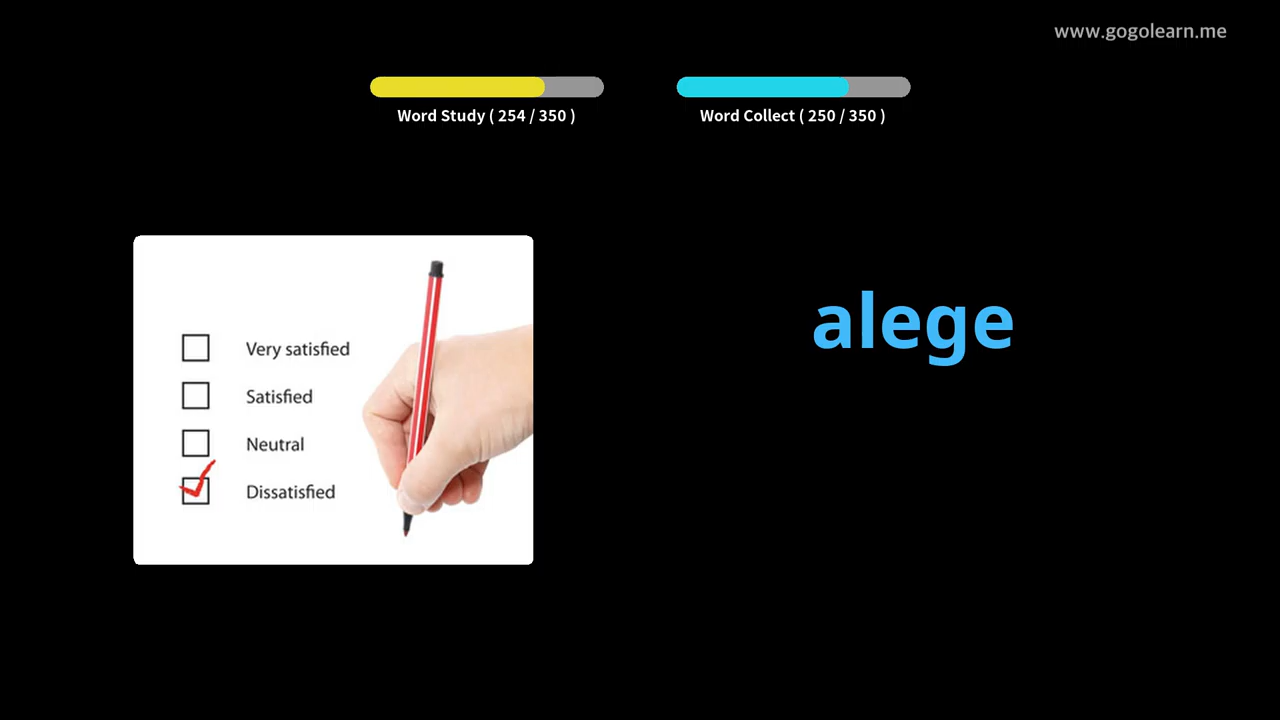 www.gogolearn.me
Word Study ( 254 / 350 )
Word Collect ( 250 / 350 )
alege
Very satisfied
Satisfied
Neutral
Dissatisfied